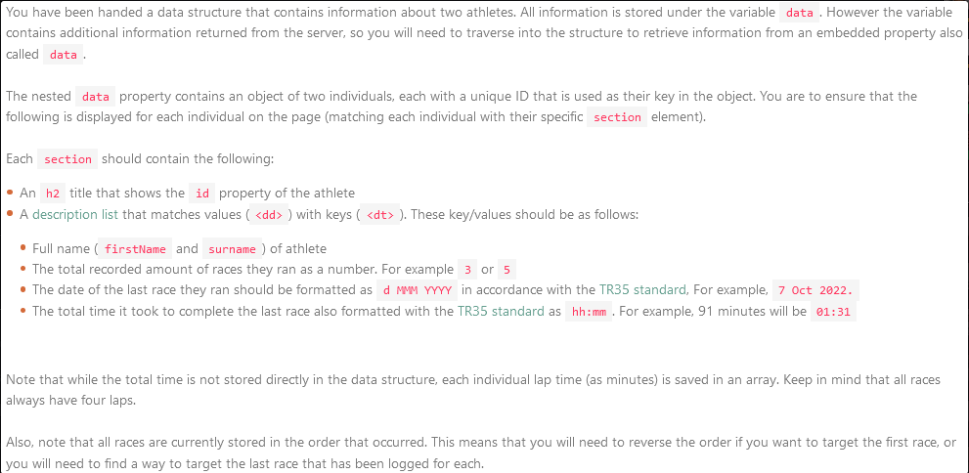 You have been handed a data structure that contains information about two athletes. All information is stored under the variable data. However the variable
contains additional information returned from the server, so you will need to traverse into the structure to retrieve information from an embedded property also
called data.
The nested data property contains an object of two individuals, each with a unique ID that is used as their key in the object. You are to ensure that the
following is displayed for each individual on the page (matching each individual with their specific section element).
Each section should contain the following:
• An h2 title that shows the id property of the athlete
• A description list that matches values (<dd>) with keys (<dt>). These key/values should be as follows:
• Full name (firstName and surname) of athlete
• The total recorded amount of races they ran as a number. For example 3 or 5
• The date of the last race they ran should be formatted as d MMM YYYY in accordance with the TR35 standard, For example, 7 Oct 2022.
• The total time it took to complete the last race also formatted with the TR35 standard as hh:mm. For example, 91 minutes will be 01:31
Note that while the total time is not stored directly in the data structure, each individual lap time (as minutes) is saved in an array. Keep in mind that all races
always have four laps.
Also, note that all races are currently stored in the order that occurred. This means that you will need to reverse the order if you want to target the first race, or
you will need to find a way to target the last race that has been logged for each.